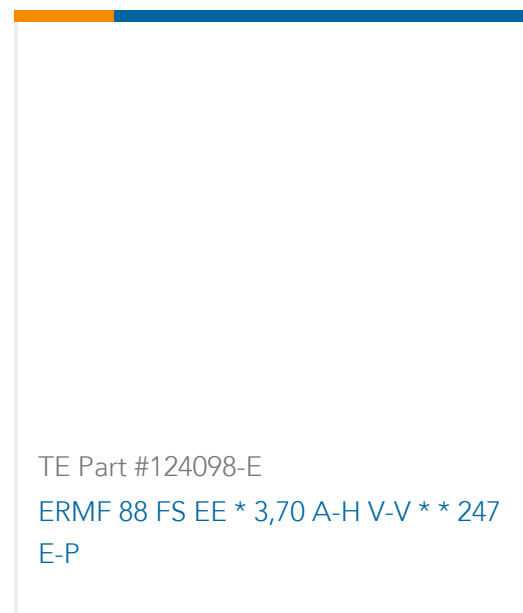 TE Part #124098-E
ERMF 88 FS EE * 3,70 A-H V-V * * 247
E-P